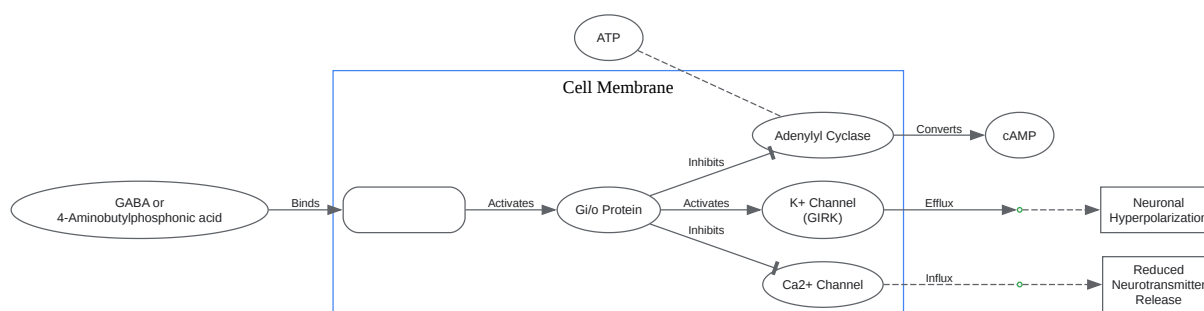 ATP
Cell Membrane
Adenylyl Cyclase
Converts
cAMP
Inhibits
GABA or
4-Aminobutylphosphonic acid
Binds
Activates
Gi/o Protein
Activates
K+ Channel
(GIRK)
Efflux
Neuronal
Hyperpolarization
Inhibits
Ca2+ Channel
Influx
Reduced
Neurotransmitter
Release